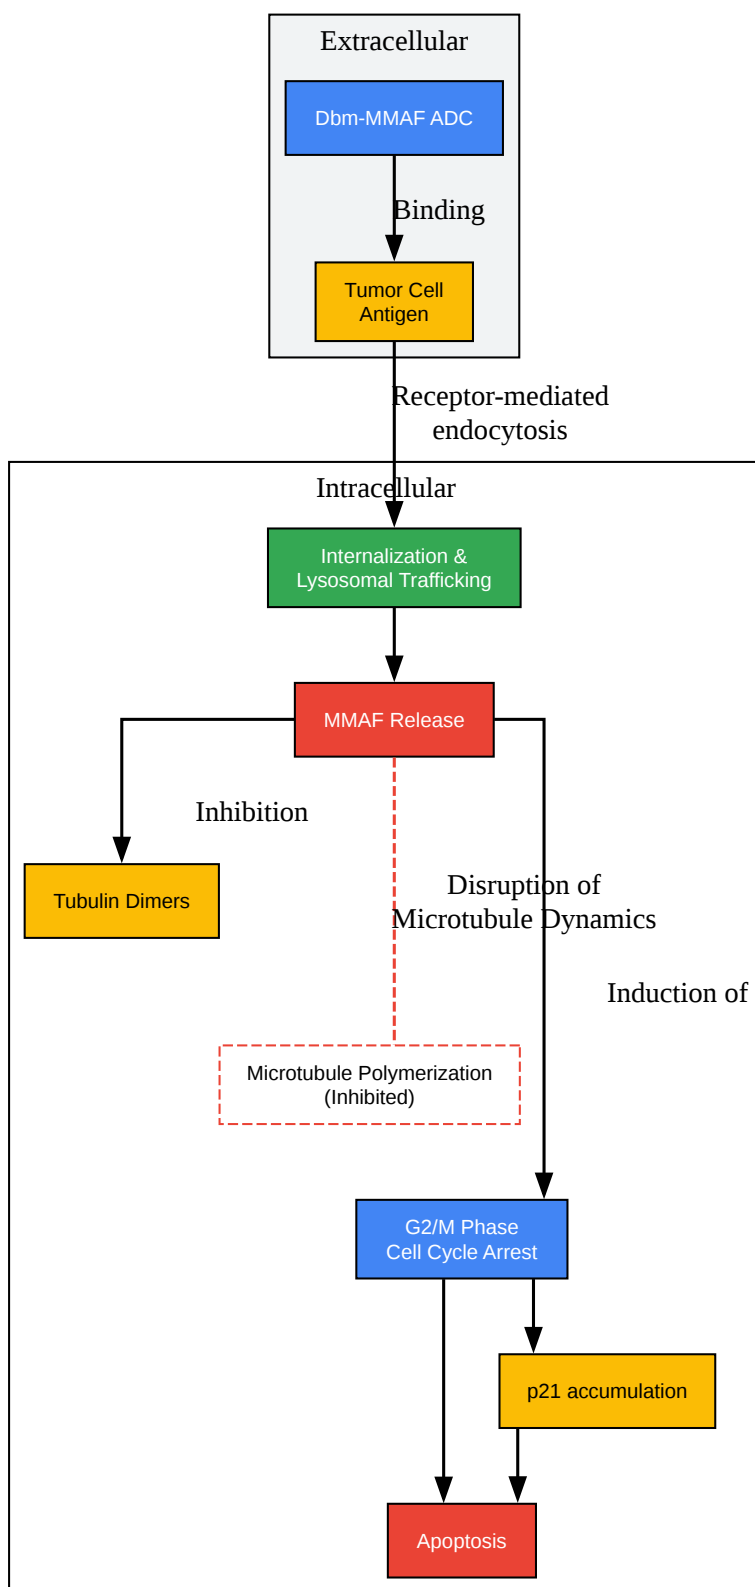 Extracellular
Dbm-MMAF ADC
Binding
Tumor Cell
Antigen
Receptor-mediated
endocytosis
Intracellular
Internalization &
Lysosomal Trafficking
MMAF Release
Inhibition
Tubulin Dimers
Disruption of
Microtubule Dynamics
Induction of
Microtubule Polymerization
(Inhibited)
G2/M Phase
Cell Cycle Arrest
p21 accumulation
Apoptosis